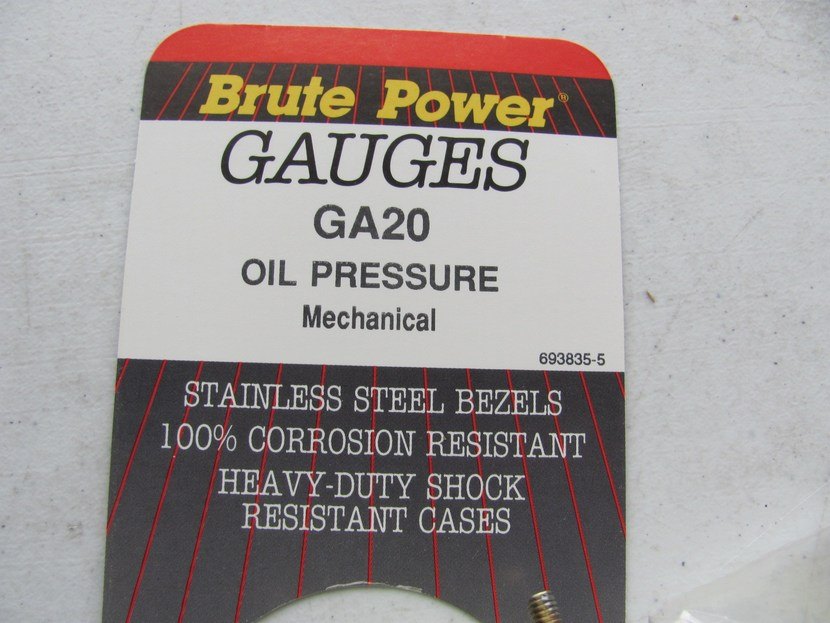 Brute Power®
GAUGES
GA20
OIL PRESSURE
Mechanical
693835-5
STAINLESS STEEL BEZELS
100% CORROSION RESISTANT
HEAVY-DUTY SHOCK
RESISTANT CASES